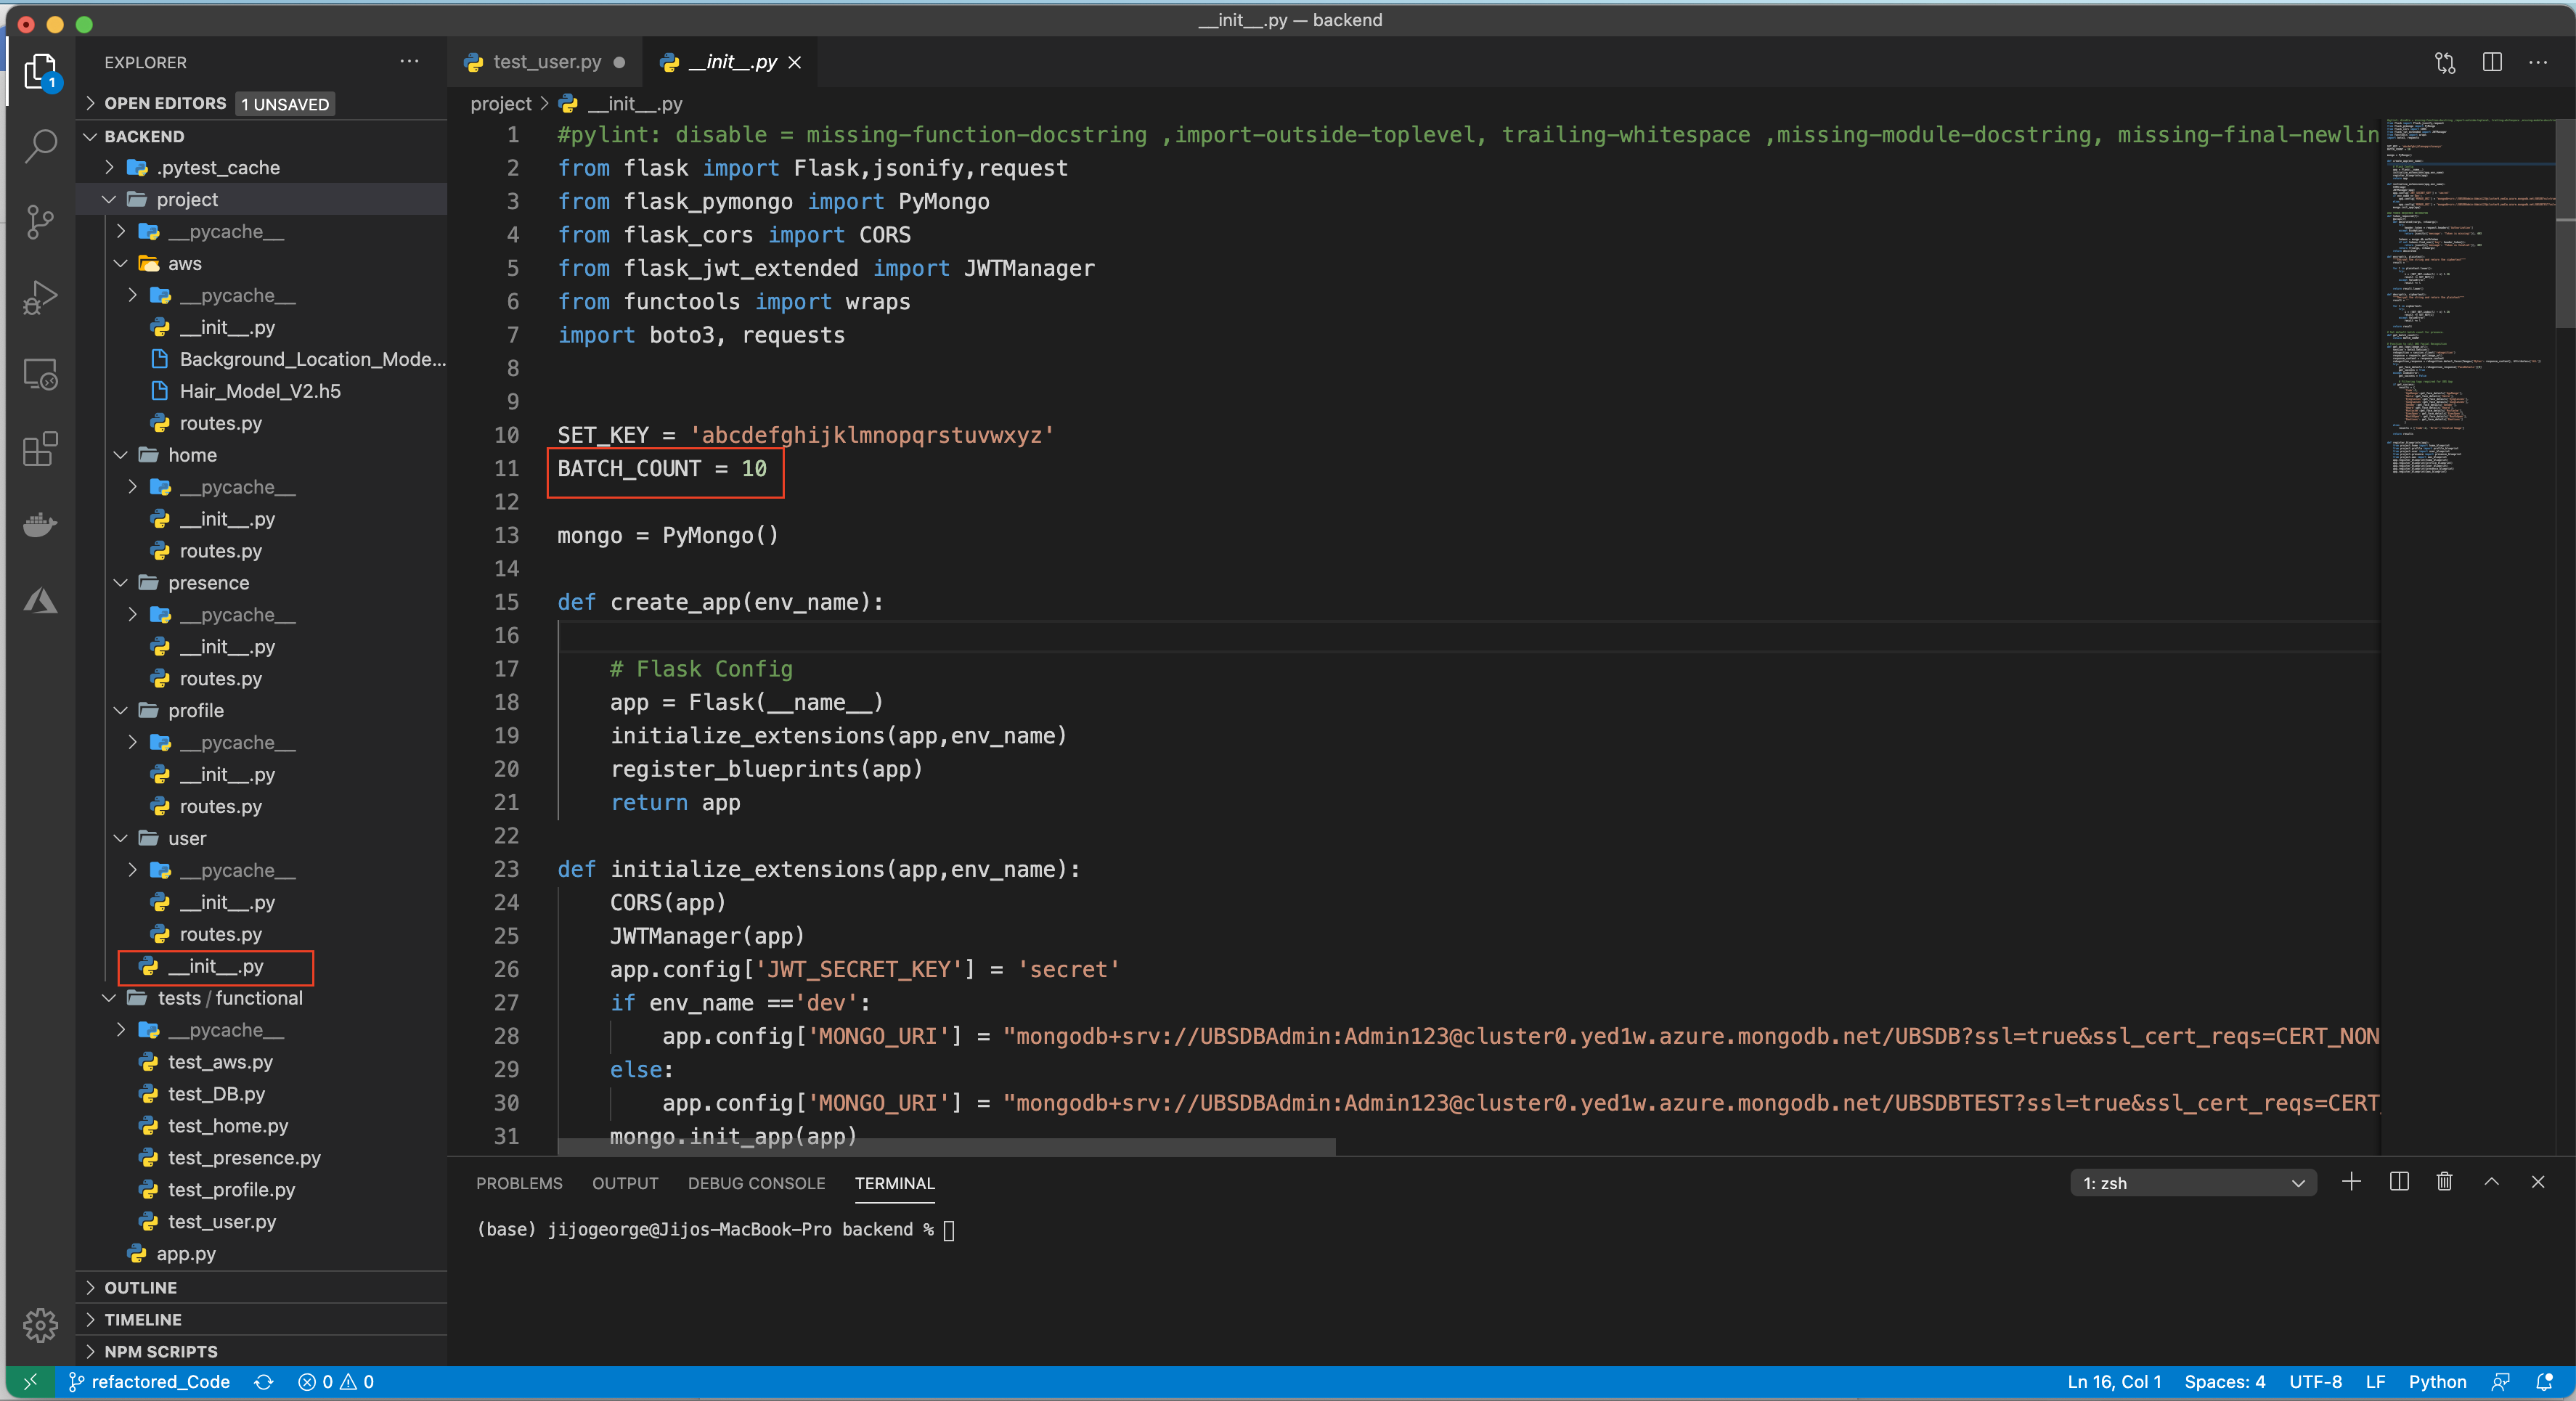 __init__.py — backend
EXPLORER
OPEN EDITORS 1 UNSAVED
BACKEND
.pytest_cache
project
__pycache__
aws
__pycache__
__init__.py
Background_Location_Mode...
Hair_Model_V2.h5
routes.py
home
__pycache__
__init__.py
routes.py
presence
__pycache__
__init__.py
routes.py
profile
__pycache__
__init__.py
routes.py
user
__pycache__
__init__.py
routes.py
__init__.py
tests / functional
__pycache__
test_aws.py
test_DB.py
test_home.py
test_presence.py
test_profile.py
test_user.py
app.py
OUTLINE
TIMELINE
NPM SCRIPTS
1
test_user.py
__init__.py
project > __init__.py
1 #pylint: disable = missing-function-docstring ,import-outside-toplevel, trailing-whitespace ,missing-module-docstring, missing-final-newlin
2 from flask import Flask,jsonify,request
3 from flask_pymongo import PyMongo
4 from flask_cors import CORS
5 from flask_jwt_extended import JWTManager
6 from functools import wraps
7 import boto3, requests
8
9
10 SET_KEY = 'abcdefghijklmnopqrstuvwxyz'
11 BATCH_COUNT = 10
12
13 mongo = PyMongo()
14
15 def create_app(env_name):
16
17 # Flask Config
18 app = Flask(__name__)
19 initialize_extensions(app,env_name)
20 register_blueprints(app)
21 return app
22
23 def initialize_extensions(app,env_name):
24 CORS(app)
25 JWTManager(app)
26 app.config['JWT_SECRET_KEY'] = 'secret'
27 if env_name =='dev':
28 app.config['MONGO_URI'] = "mongodb+srv://UBSDBAdmin:Admin123@cluster0.yed1w.azure.mongodb.net/UBSDB?ssl=true&ssl_cert_reqs=CERT_NON
29 else:
30 app.config['MONGO_URI'] = "mongodb+srv://UBSDBAdmin:Admin123@cluster0.yed1w.azure.mongodb.net/UBSDBTEST?ssl=true&ssl_cert_reqs=CERT_
31 mongo.init_app(app)
PROBLEMS OUTPUT DEBUG CONSOLE TERMINAL
1: zsh
(base) jijogeorge@Jijos-MacBook-Pro backend %
refactored_Code 0 0
Ln 16, Col 1 Spaces: 4 UTF-8 LF Python